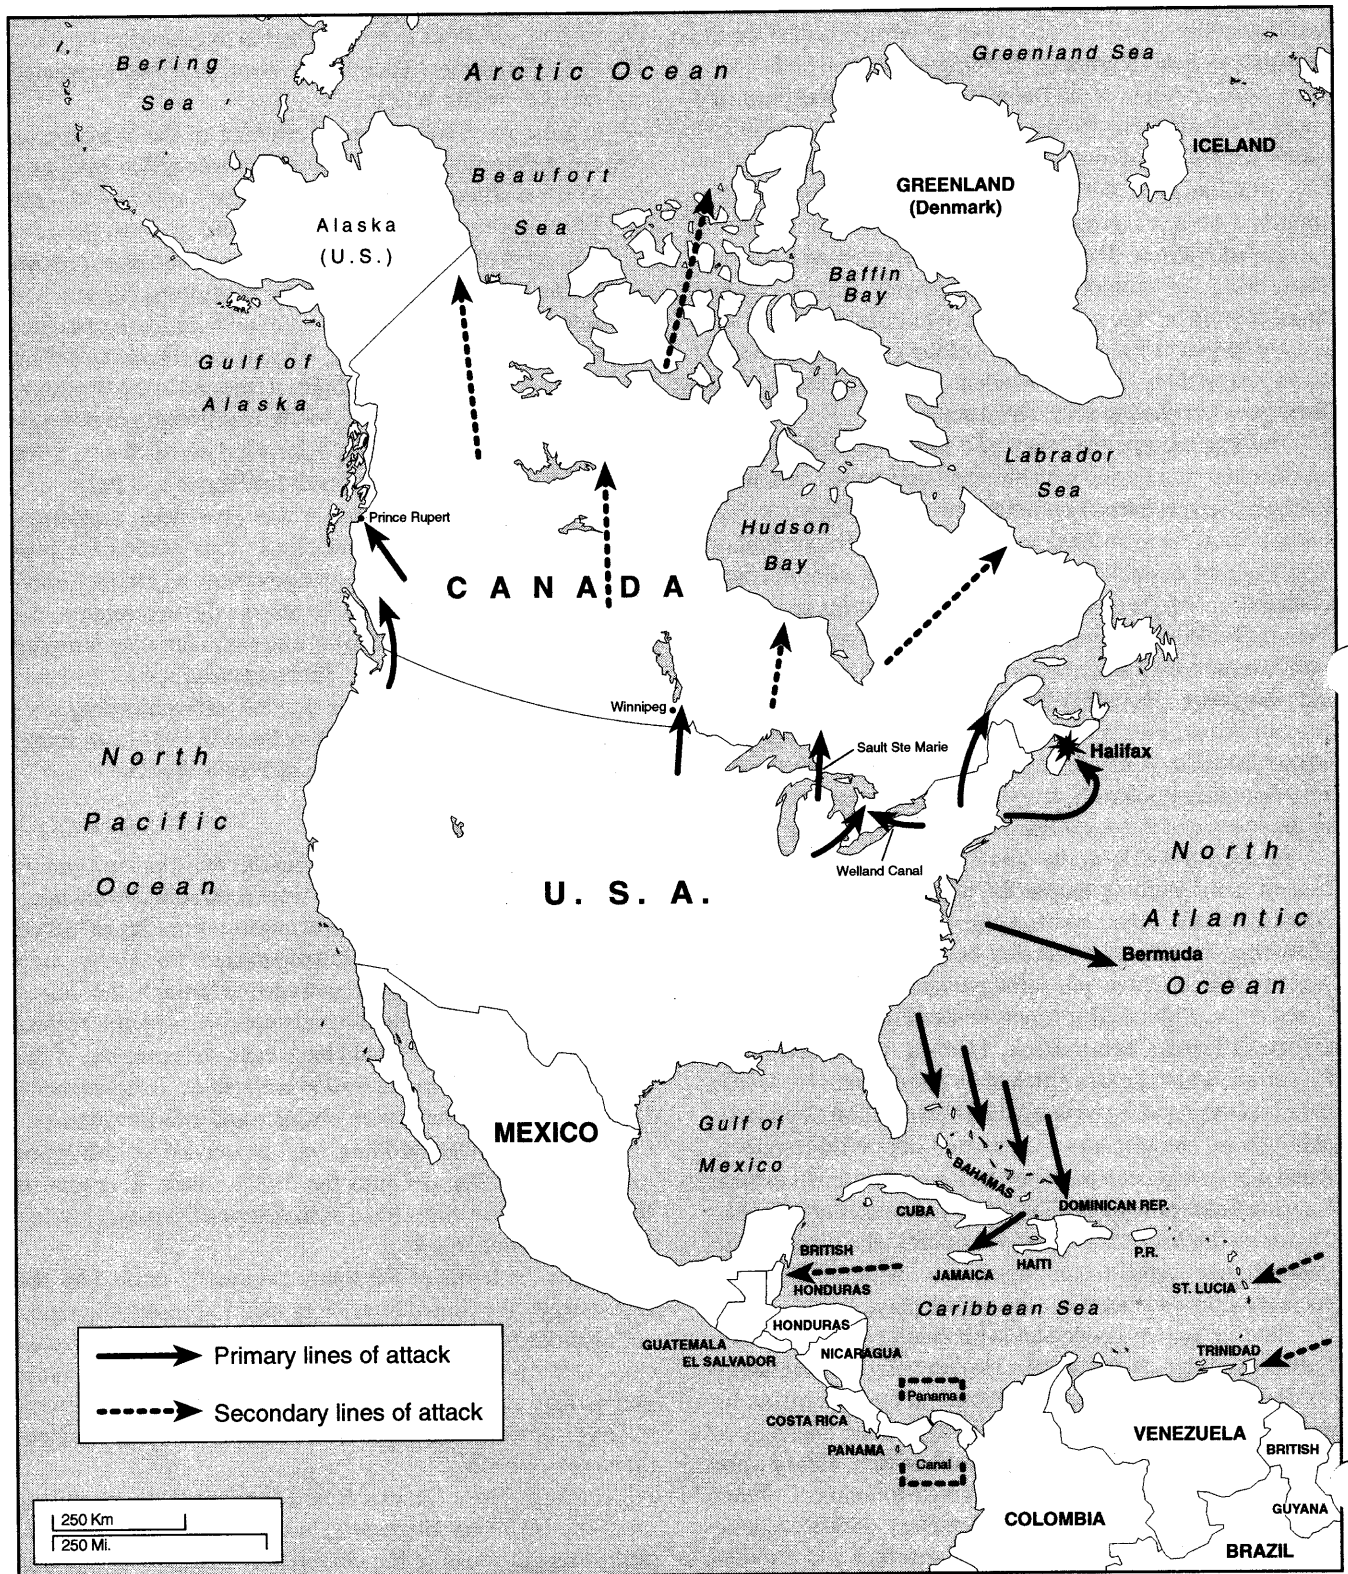 Bering
Sea
Arctic Ocean
Greenland Sea
ICELAND
Beaufort
Sea
GREENLAND
(Denmark)
Alaska
(U.S.)
Baffin
Bay
Gulf of
Alaska
Labrador
Sea
Prince Rupert
Hudson
Bay
CANADA
Winnipeg
Sault Ste Marie
Halifax
North
Pacific
Ocean
Welland Canal
U. S. A.
North
Atlantic
Ocean
Bermuda
MEXICO
Gulf of
Mexico
BAHAMAS
CUBA
DOMINICAN REP.
P.R.
HAITI
JAMAICA
BRITISH
HONDURAS
ST. LUCIA
Caribbean Sea
HONDURAS
GUATEMALA
EL SALVADOR
NICARAGUA
TRINIDAD
Panama
Canal
COSTA RICA
PANAMA
VENEZUELA
BRITISH
GUYANA
COLOMBIA
BRAZIL
Primary lines of attack
Secondary lines of attack
250 Km
250 Mi.